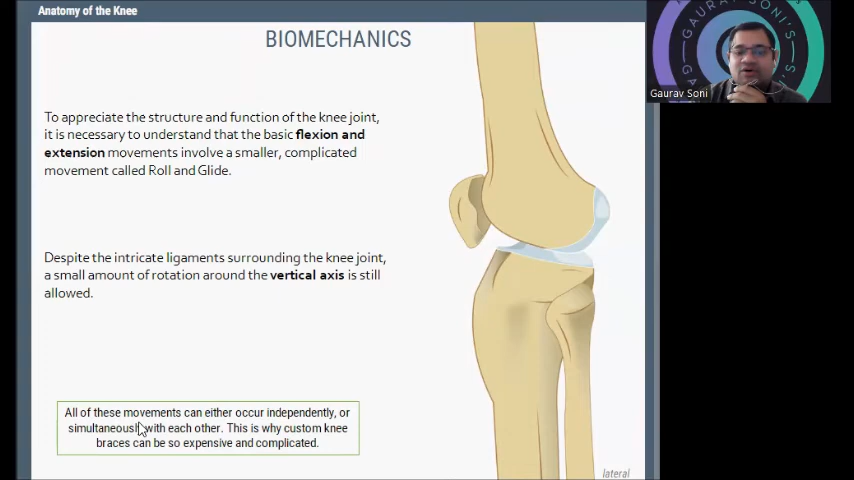 Anatomy of the Knee
BIOMECHANICS
To appreciate the structure and function of the knee joint,
it is necessary to understand that the basic flexion and
extension movements involve a smaller, complicated
movement called Roll and Glide.
Despite the intricate ligaments surrounding the knee joint,
a small amount of rotation around the vertical axis is still
allowed.
All of these movements can either occur independently, or
simultaneously with each other. This is why custom knee
braces can be so expensive and complicated.
lateral
GAURAV SONI'S
Gaurav Soni